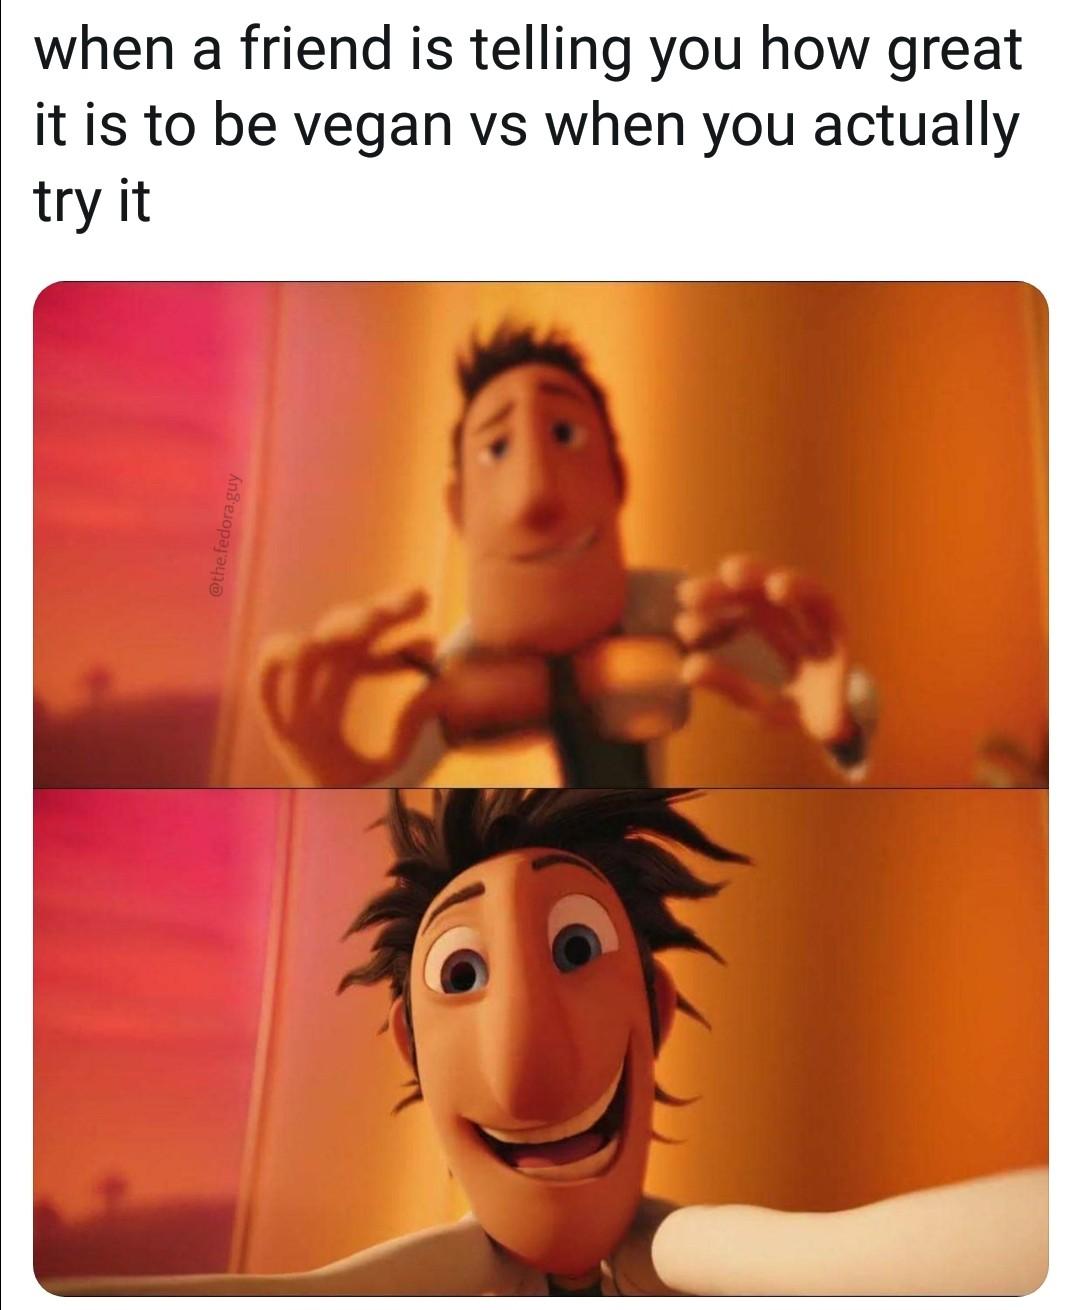 when a friend is telling you how great
it is to be vegan vs when you actually
try it
@the.fedora.guy